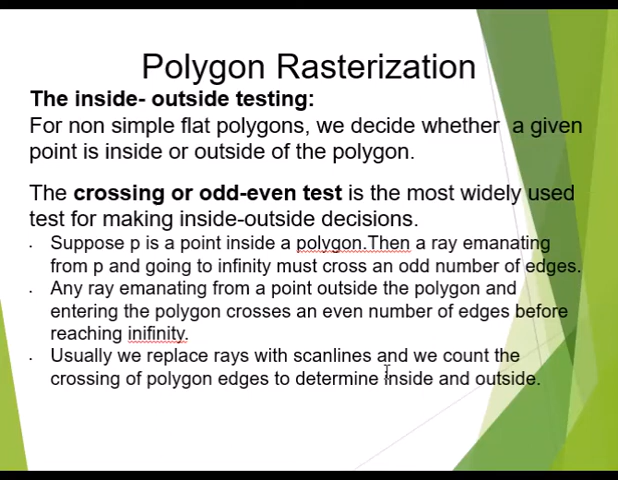 Polygon Rasterization
The inside- outside testing:
For non simple flat polygons, we decide whether a given
point is inside or outside of the polygon.
The crossing or odd-even test is the most widely used
test for making inside-outside decisions.
· Suppose p is a point inside a polygon.Then a ray emanating
from p and going to infinity must cross an odd number of edges.
· Any ray emanating from a point outside the polygon and
entering the polygon crosses an even number of edges before
reaching inifinity.
· Usually we replace rays with scanlines and we count the
crossing of polygon edges to determine inside and outside.